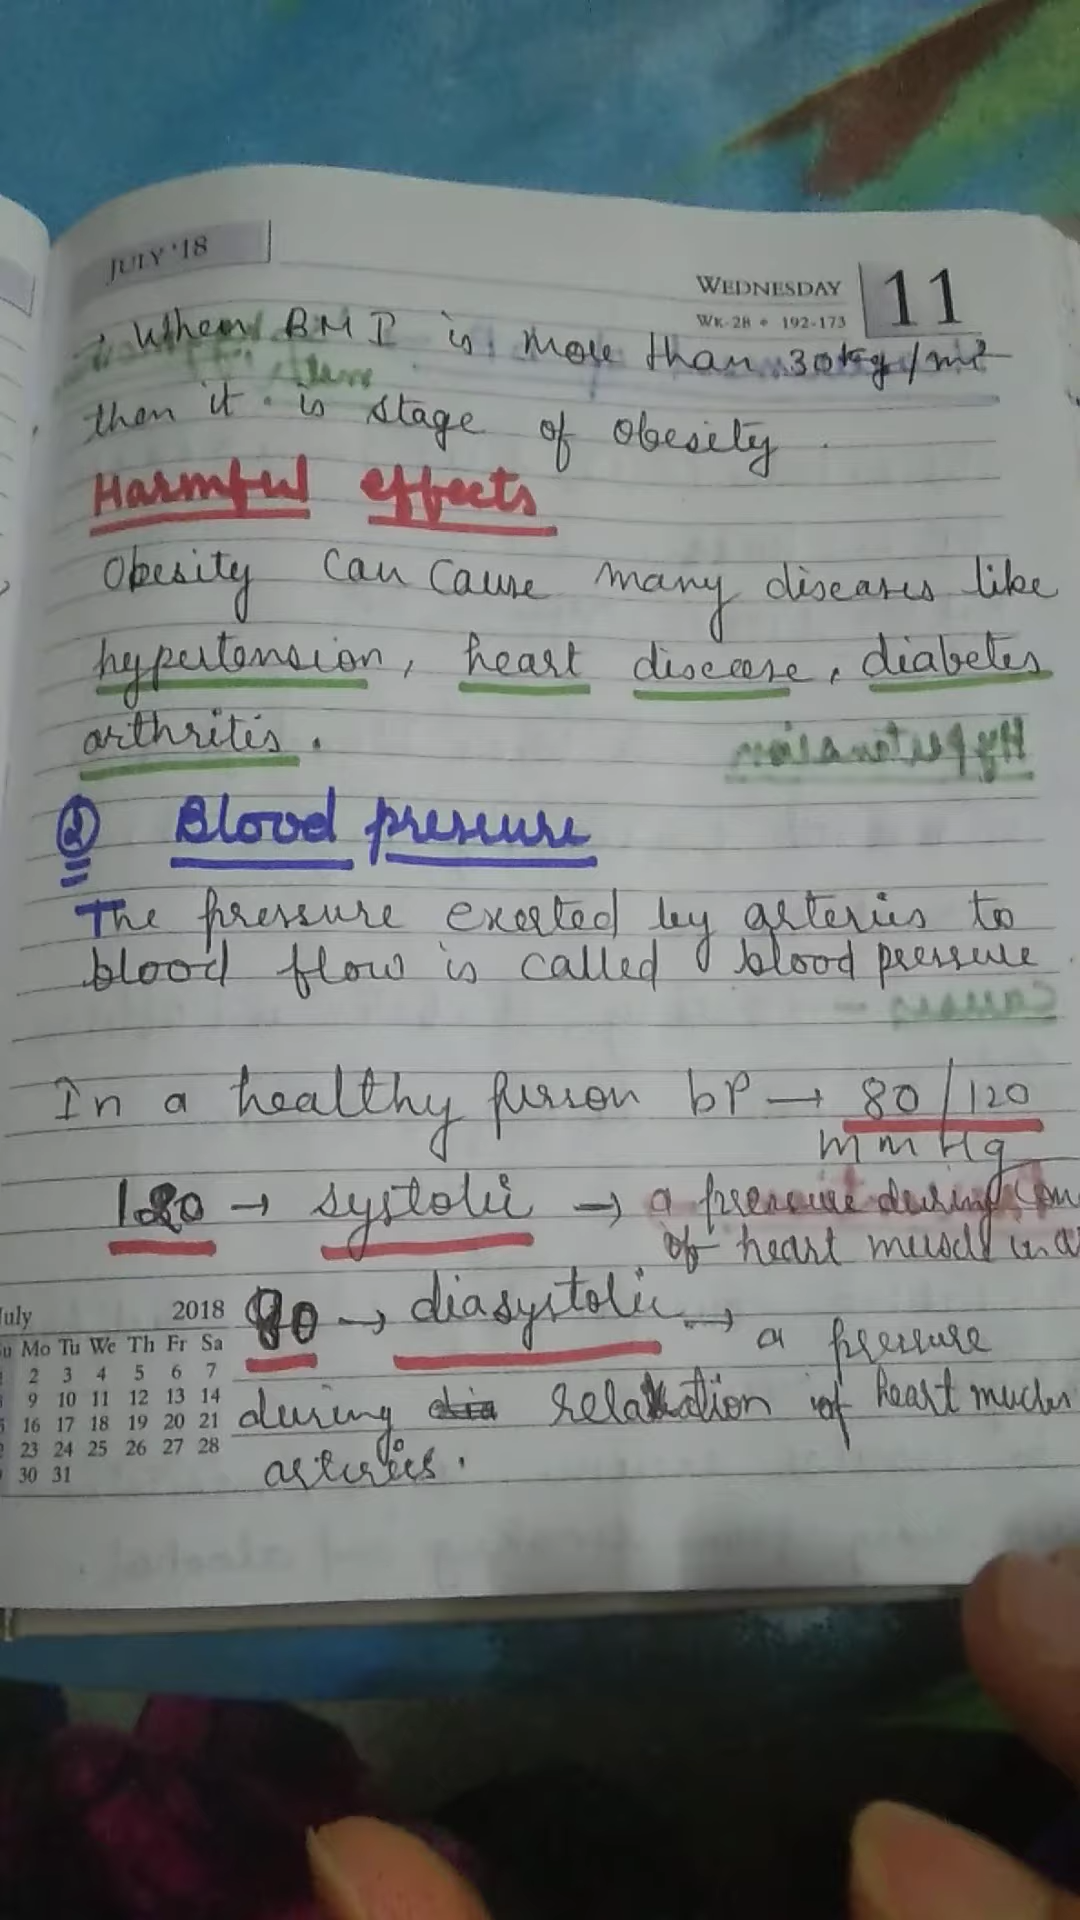 JULY '18
WEDNESDAY 11
WK-28 • 192-173
→ When BMI is more than 30 kg/m²
then it is stage of obesity.
Harmful effects
Obesity can cause many diseases like
hypertension, heart disease, diabetes
arthritis.
② Blood pressure
The pressure exerted by arteries to
blood flow is called blood pressure
In a healthy person bP → 80/120
mm Hg
120 → systolic → a pressure during
of heart muscle in
80 → diasystolic → a pressure
during relaxation of heart
arteries.
July 2018
Mo Tu We Th Fr Sa
2 3 4 5 6 7
9 10 11 12 13 14
16 17 18 19 20 21
23 24 25 26 27 28
30 31